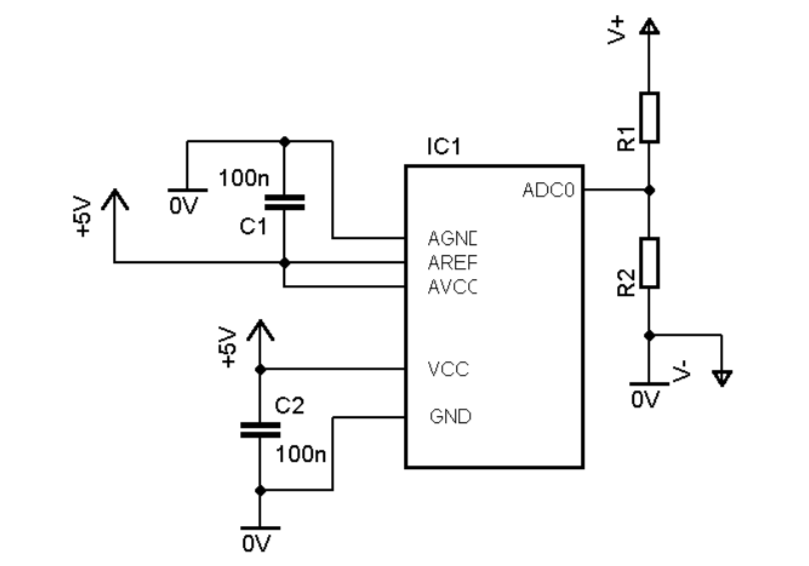 V+
R1
IC1
100n
ADC0
0V
+5V
C1
AGND
AREF
AVCC
R2
+5V
VCC
V-
0V
C2
GND
100n
0V